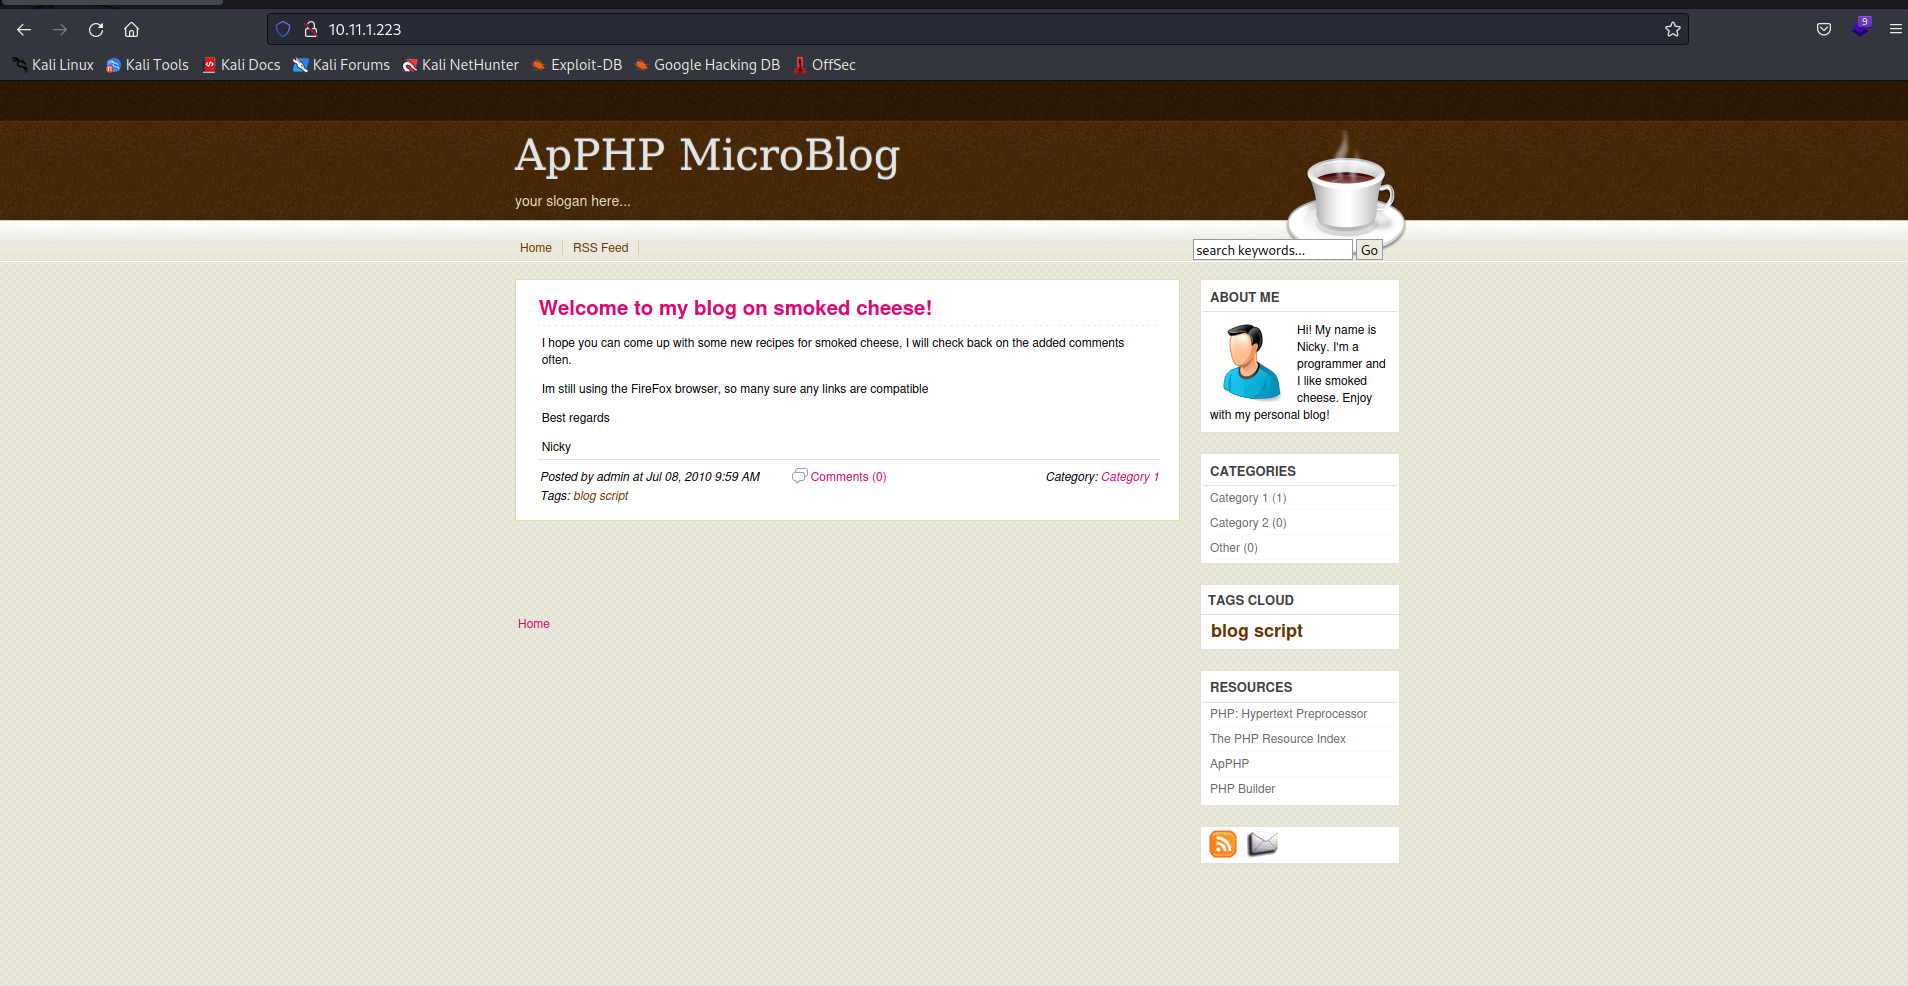 10.11.1.223
9
Kali Linux Kali Tools Kali Docs Kali Forums Kali NetHunter Exploit-DB Google Hacking DB OffSec
ApPHP MicroBlog
your slogan here...
Home RSS Feed
search keywords... Go
Welcome to my blog on smoked cheese!
I hope you can come up with some new recipes for smoked cheese, I will check back on the added comments
often.
Im still using the FireFox browser, so many sure any links are compatible
Best regards
Nicky
Posted by admin at Jul 08, 2010 9:59 AM Comments (0) Category: Category 1
Tags: blog script
Home
ABOUT ME
Hi! My name is
Nicky. I'm a
programmer and
I like smoked
cheese. Enjoy
with my personal blog!
CATEGORIES
Category 1 (1)
Category 2 (0)
Other (0)
TAGS CLOUD
blog script
RESOURCES
PHP: Hypertext Preprocessor
The PHP Resource Index
ApPHP
PHP Builder